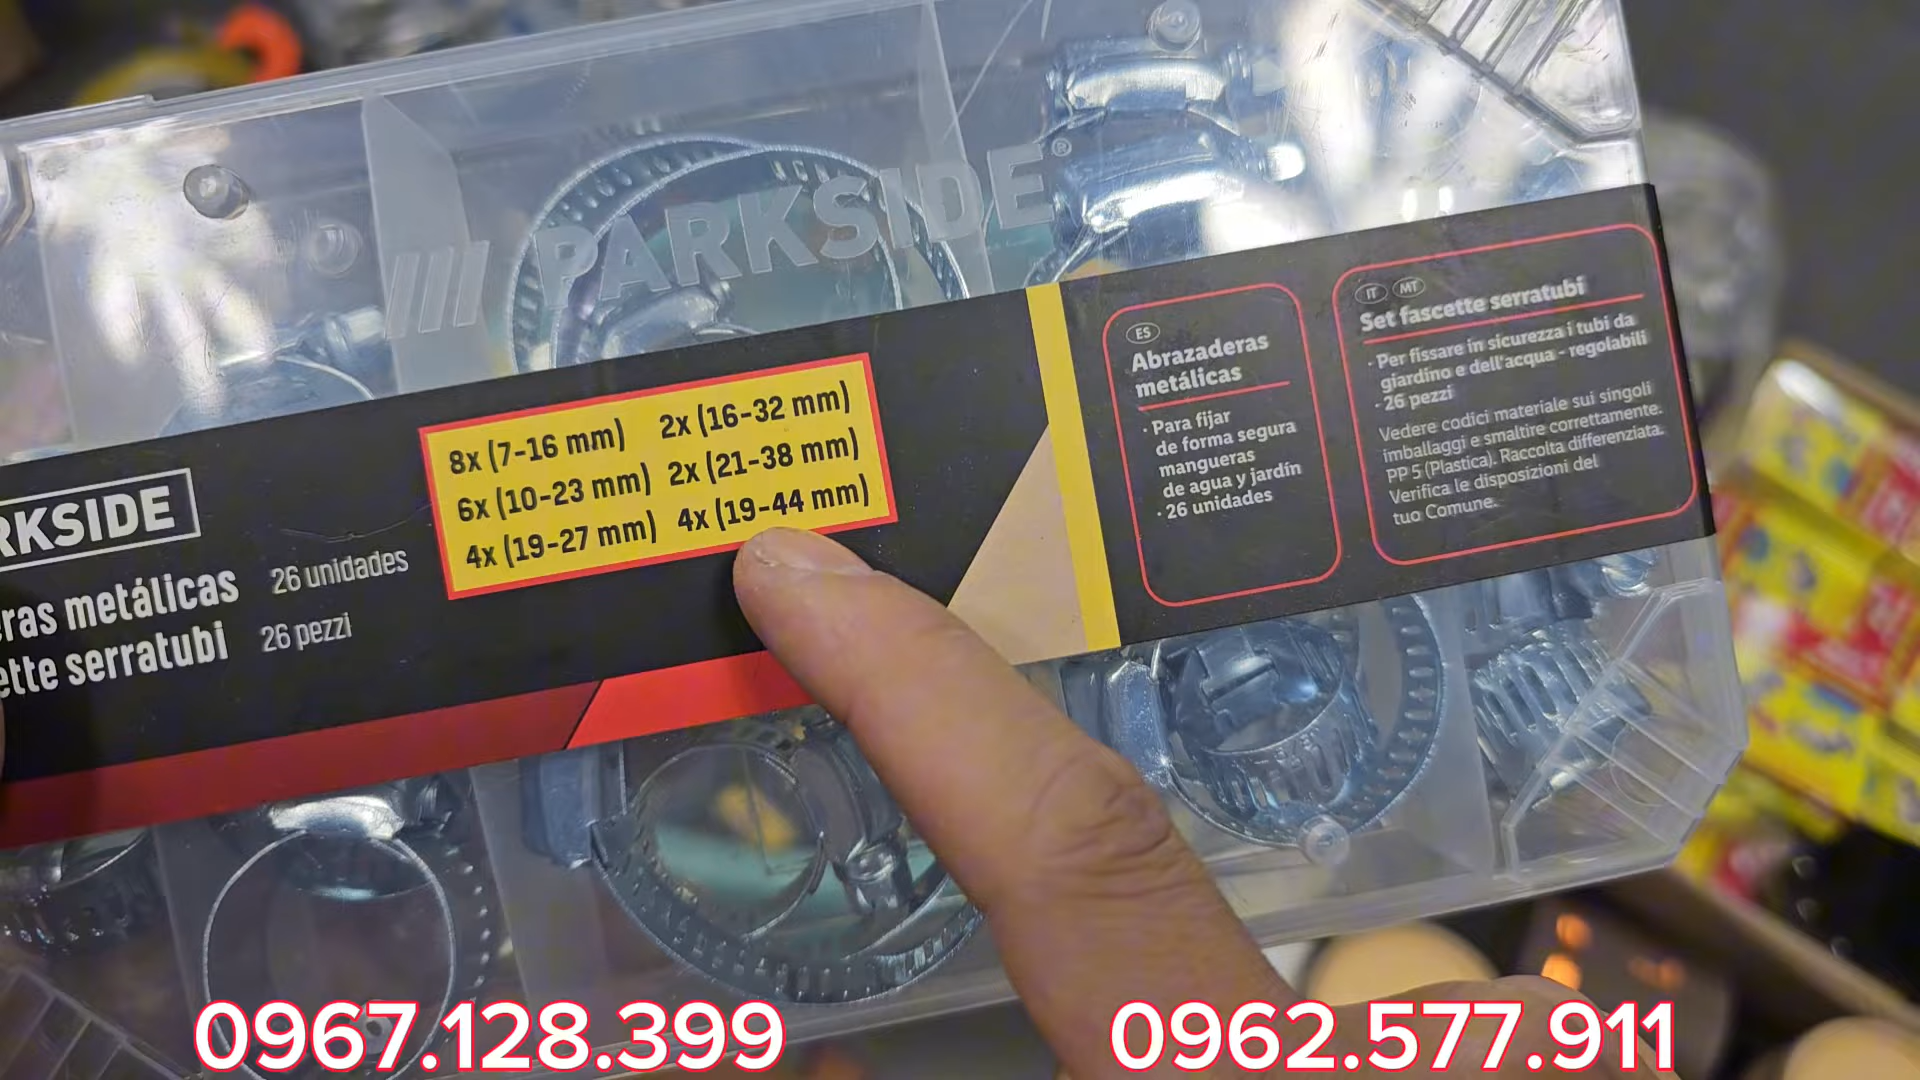 PARKSIDE®
8x (7-16 mm) 2x (16-32 mm)
6x (10-23 mm) 2x (21-38 mm)
4x (19-27 mm) 4x (19-44 mm)
RKSIDE
ras metálicas 26 unidades
ette serratubi 26 pezzi
ES
Abrazaderas
metálicas
· Para fijar
de forma segura
mangueras
de agua y jardín
· 26 unidades
IT MT
Set fascette serratubi
· Per fissare in sicurezza i tubi da
giardino e dell'acqua - regolabili
· 26 pezzi
Vedere codici materiale sui singoli
imballaggi e smaltire correttamente.
PP 5 (Plastica). Raccolta differenziata.
Verifica le disposizioni del
tuo Comune.
0967.128.399 0962.577.911